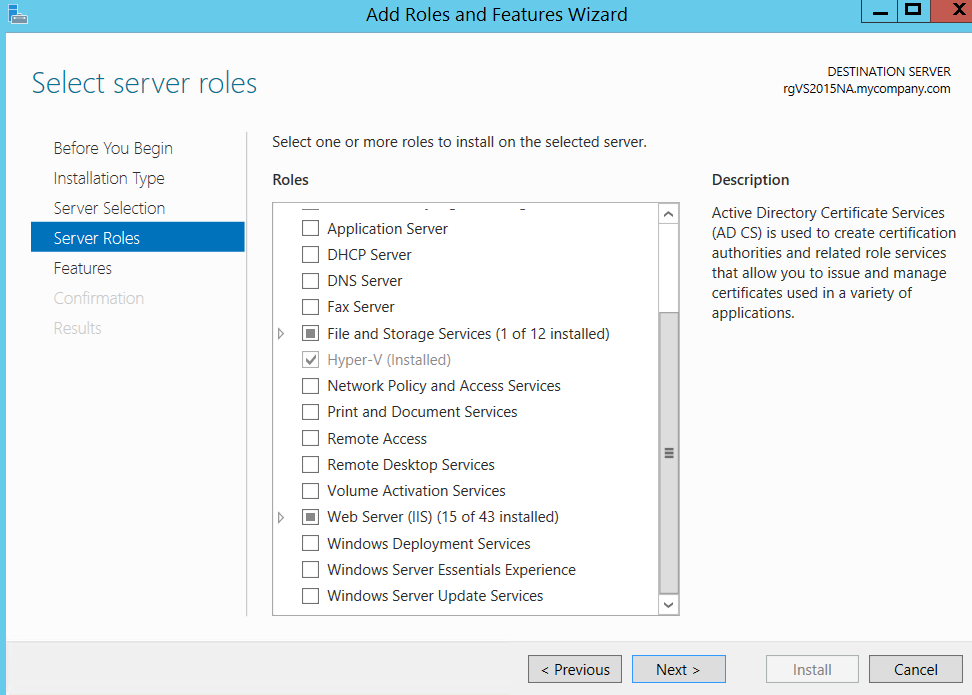 Add Roles and Features Wizard
Select server roles
DESTINATION SERVER
rgVS2015NA.mycompany.com
Before You Begin
Installation Type
Server Selection
Server Roles
Features
Confirmation
Results
Select one or more roles to install on the selected server.
Roles
Application Server
DHCP Server
DNS Server
Fax Server
File and Storage Services (1 of 12 installed)
Hyper-V (Installed)
Network Policy and Access Services
Print and Document Services
Remote Access
Remote Desktop Services
Volume Activation Services
Web Server (IIS) (15 of 43 installed)
Windows Deployment Services
Windows Server Essentials Experience
Windows Server Update Services
Description
Active Directory Certificate Services
(AD CS) is used to create certification
authorities and related role services
that allow you to issue and manage
certificates used in a variety of
applications.
< Previous
Next >
Install
Cancel